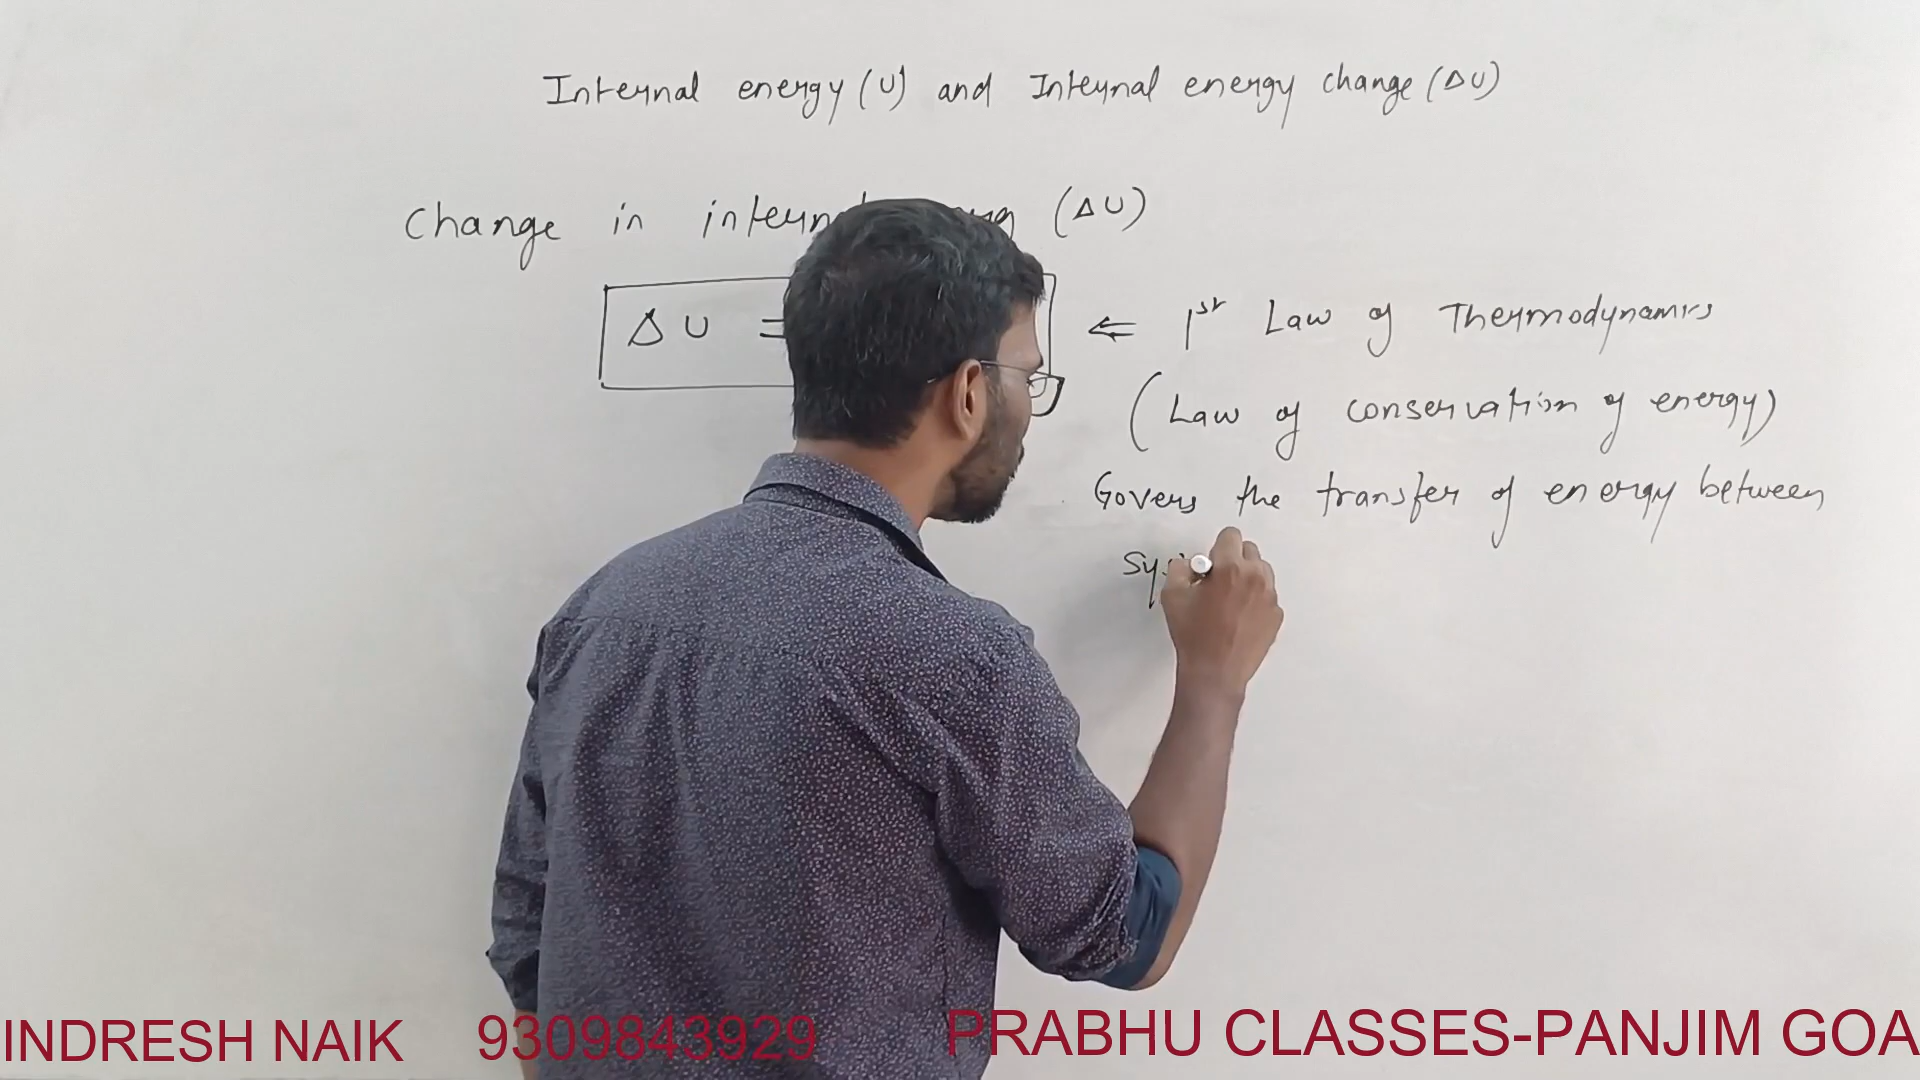 Internal energy (U) and Internal energy change (ΔU)
Change in (ΔU)
ΔU = ⇐ 1st Law of Thermodynamics
(Law of conservation of energy)
Govers the transfer of energy between
INDRESH NAIK 9309843929 PRABHU CLASSES-PANJIM GOA